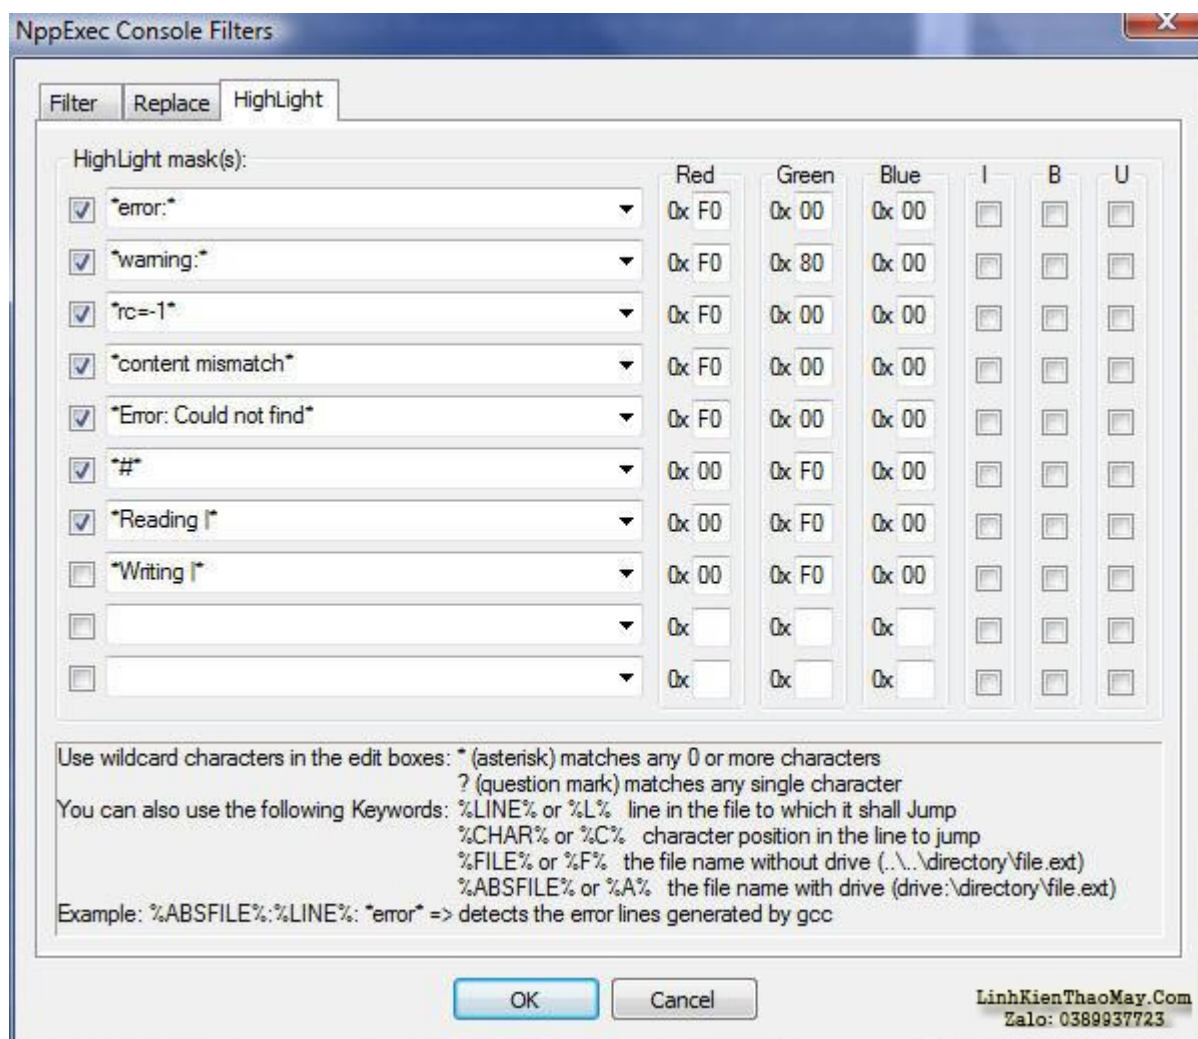 NppExec Console Filters
Filter Replace HighLight
HighLight mask(s): Red Green Blue I B U
*error:* 0x F0 0x 00 0x 00
*warning:* 0x F0 0x 80 0x 00
*rc=-1* 0x F0 0x 00 0x 00
*content mismatch* 0x F0 0x 00 0x 00
*Error: Could not find* 0x F0 0x 00 0x 00
*#* 0x 00 0x F0 0x 00
*Reading |* 0x 00 0x F0 0x 00
*Writing |* 0x 00 0x F0 0x 00
0x 0x 0x
0x 0x 0x
Use wildcard characters in the edit boxes: * (asterisk) matches any 0 or more characters
? (question mark) matches any single character
You can also use the following Keywords: %LINE% or %L% line in the file to which it shall Jump
%CHAR% or %C% character position in the line to jump
%FILE% or %F% the file name without drive (..\..\directory\file.ext)
%ABSFILE% or %A% the file name with drive (drive:\directory\file.ext)
Example: %ABSFILE%:%LINE%: *error* => detects the error lines generated by gcc
OK Cancel
LinhKienThaoMay.Com
Zalo: 0389937723